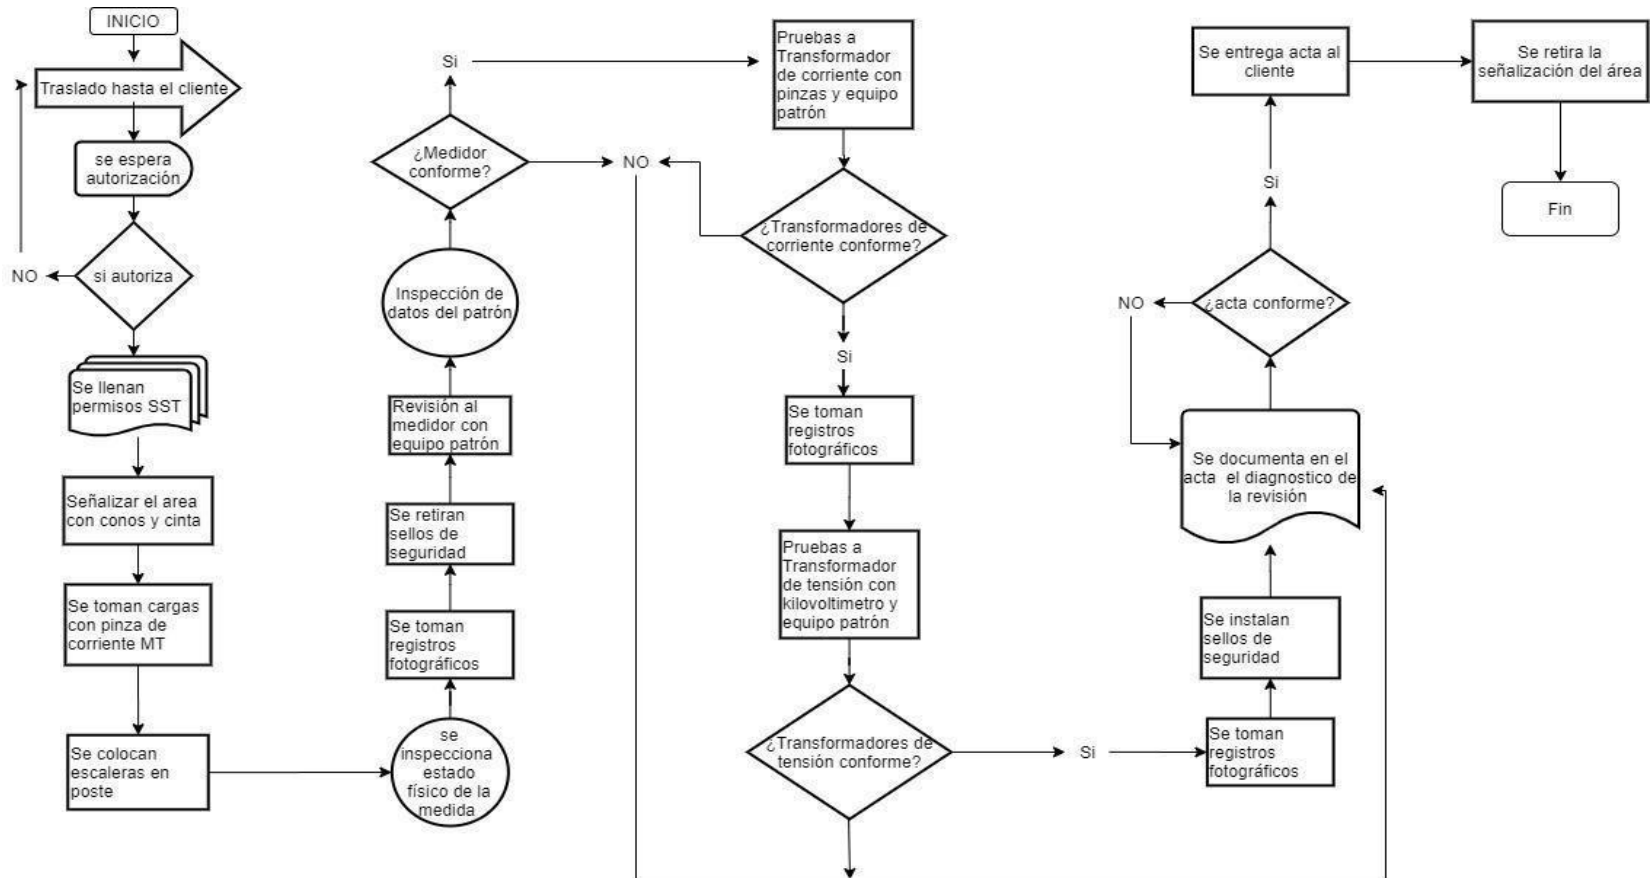 INICIO
Traslado hasta el cliente
se espera
autorización
si autoriza
NO
Se llenan
permisos SST
Señalizar el area
con conos y cinta
Se toman cargas
con pinza de
corriente MT
Se colocan
escaleras en
poste
se
inspecciona
estado
físico de la
medida
Se toman
registros
fotográficos
Se retiran
sellos de
seguridad
Revisión al
medidor con
equipo patrón
Inspección de
datos del patrón
¿Medidor
conforme?
Si
NO
Pruebas a
Transformador
de corriente con
pinzas y equipo
patrón
¿Transformadores de
corriente conforme?
Si
Se toman
registros
fotográficos
Pruebas a
Transformador
de tensión con
kilovoltimetro y
equipo patrón
¿Transformadores de
tensión conforme?
Si
Se toman
registros
fotográficos
Se instalan
sellos de
seguridad
Se documenta en el
acta el diagnostico de
la revisión
¿acta conforme?
NO
Si
Se entrega acta al
cliente
Se retira la
señalización del área
Fin